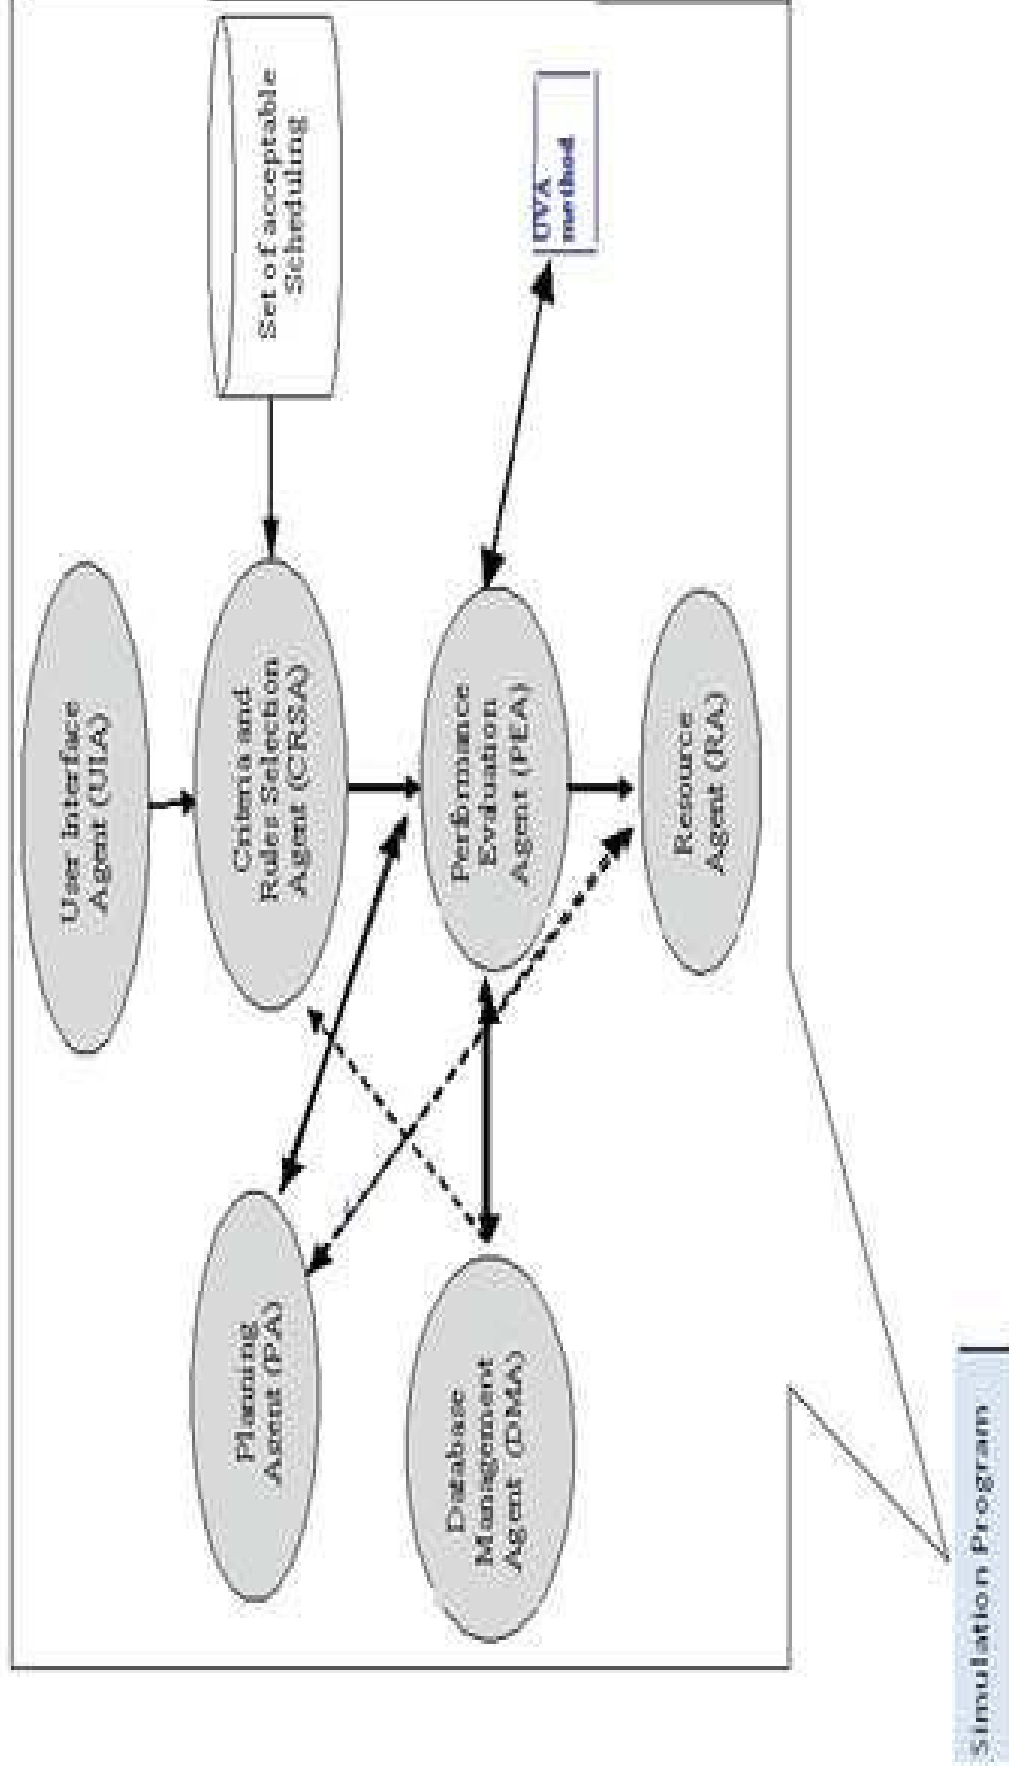 User Interface
Agent (UIA)
Set of acceptable
Scheduling
Criteria and
Rules Selection
Agent (CRSA)
Planning
Agent (PA)
Performance
Evaluation
Agent (PEA)
UVA
method
Database
Management
Agent (DMA)
Resource
Agent (RA)
Simulation Program